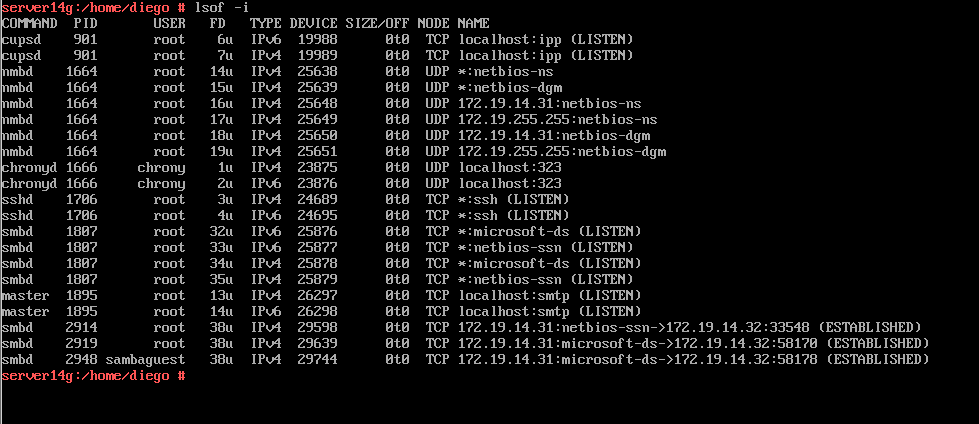 server14g:/home/diego # lsof -i
COMMAND  PID       USER   FD   TYPE DEVICE SIZE/OFF NODE NAME
cupsd    901       root    6u  IPv6  19988      0t0  TCP localhost:ipp (LISTEN)
cupsd    901       root    7u  IPv4  19989      0t0  TCP localhost:ipp (LISTEN)
nmbd    1664       root   14u  IPv4  25638      0t0  UDP *:netbios-ns
nmbd    1664       root   15u  IPv4  25639      0t0  UDP *:netbios-dgm
nmbd    1664       root   16u  IPv4  25648      0t0  UDP 172.19.14.31:netbios-ns
nmbd    1664       root   17u  IPv4  25649      0t0  UDP 172.19.255.255:netbios-ns
nmbd    1664       root   18u  IPv4  25650      0t0  UDP 172.19.14.31:netbios-dgm
nmbd    1664       root   19u  IPv4  25651      0t0  UDP 172.19.255.255:netbios-dgm
chronyd 1666     chrony    1u  IPv4  23875      0t0  UDP localhost:323
chronyd 1666     chrony    2u  IPv6  23876      0t0  UDP localhost:323
sshd    1706       root    3u  IPv4  24689      0t0  TCP *:ssh (LISTEN)
sshd    1706       root    4u  IPv6  24695      0t0  TCP *:ssh (LISTEN)
smbd    1807       root   32u  IPv6  25876      0t0  TCP *:microsoft-ds (LISTEN)
smbd    1807       root   33u  IPv6  25877      0t0  TCP *:netbios-ssn (LISTEN)
smbd    1807       root   34u  IPv4  25878      0t0  TCP *:microsoft-ds (LISTEN)
smbd    1807       root   35u  IPv4  25879      0t0  TCP *:netbios-ssn (LISTEN)
master  1895       root   13u  IPv4  26297      0t0  TCP localhost:smtp (LISTEN)
master  1895       root   14u  IPv6  26298      0t0  TCP localhost:smtp (LISTEN)
smbd    2914       root   38u  IPv4  29598      0t0  TCP 172.19.14.31:netbios-ssn->172.19.14.32:33548 (ESTABLISHED)
smbd    2919       root   38u  IPv4  29639      0t0  TCP 172.19.14.31:microsoft-ds->172.19.14.32:58170 (ESTABLISHED)
smbd    2948 sambaguest   38u  IPv4  29744      0t0  TCP 172.19.14.31:microsoft-ds->172.19.14.32:58178 (ESTABLISHED)
server14g:/home/diego #